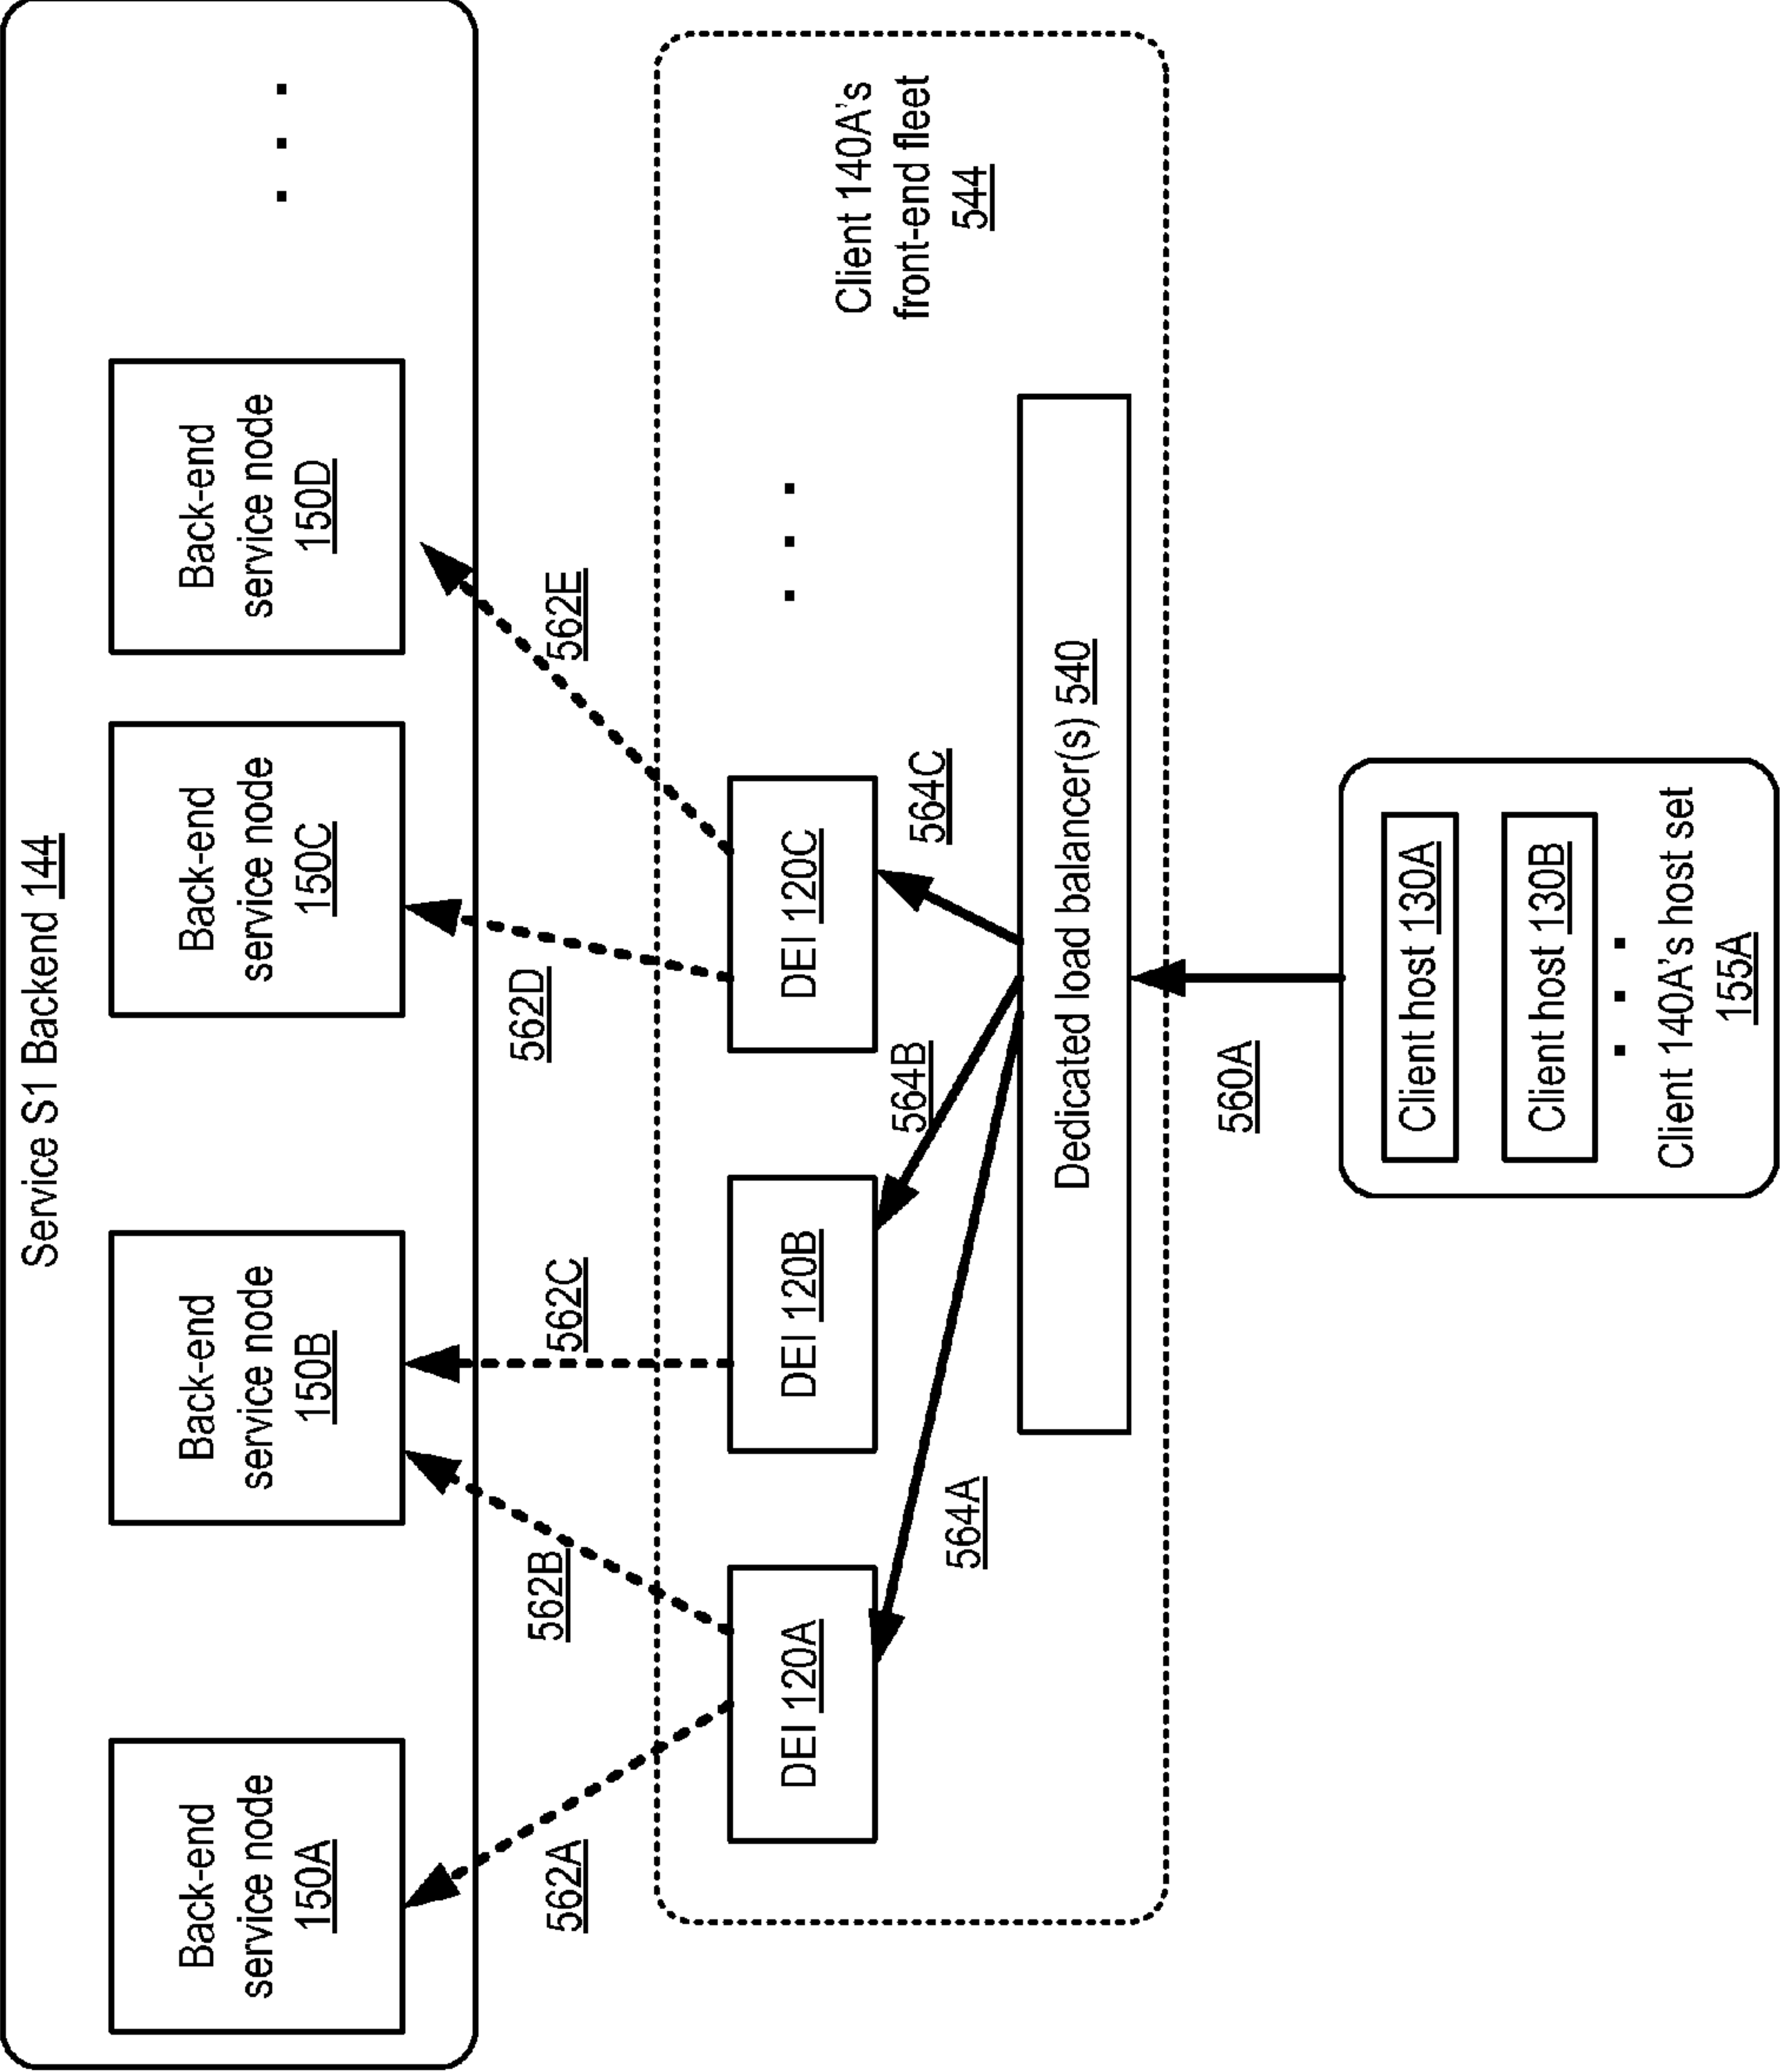 Service S1 Backend 144
Back-end
service node
150A
Back-end
service node
150B
Back-end
service node
150C
Back-end
service node
150D
. . .
562A
562B
562C
562D
562E
DEI 120A
DEI 120B
DEI 120C
. . .
Client 140A's
front-end fleet
544
564A
564B
564C
Dedicated load balancer(s) 540
560A
Client host 130A
Client host 130B
. . .
Client 140A's host set
155A